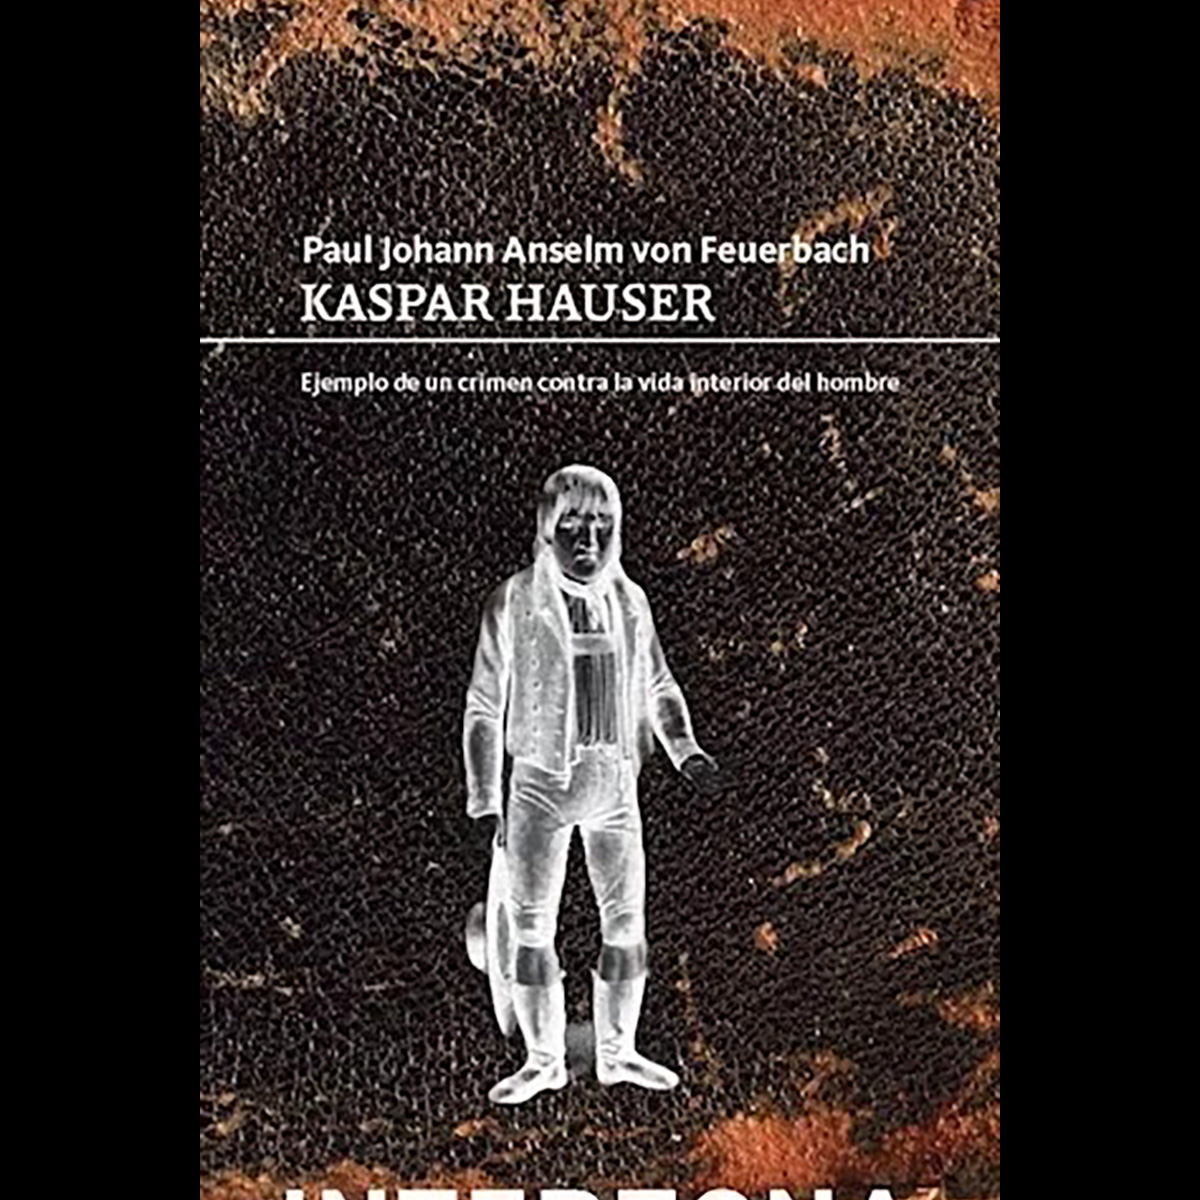 Paul Johann Anselm von Feuerbach
KASPAR HAUSER
Ejemplo de un crimen contra la vida interior del hombre